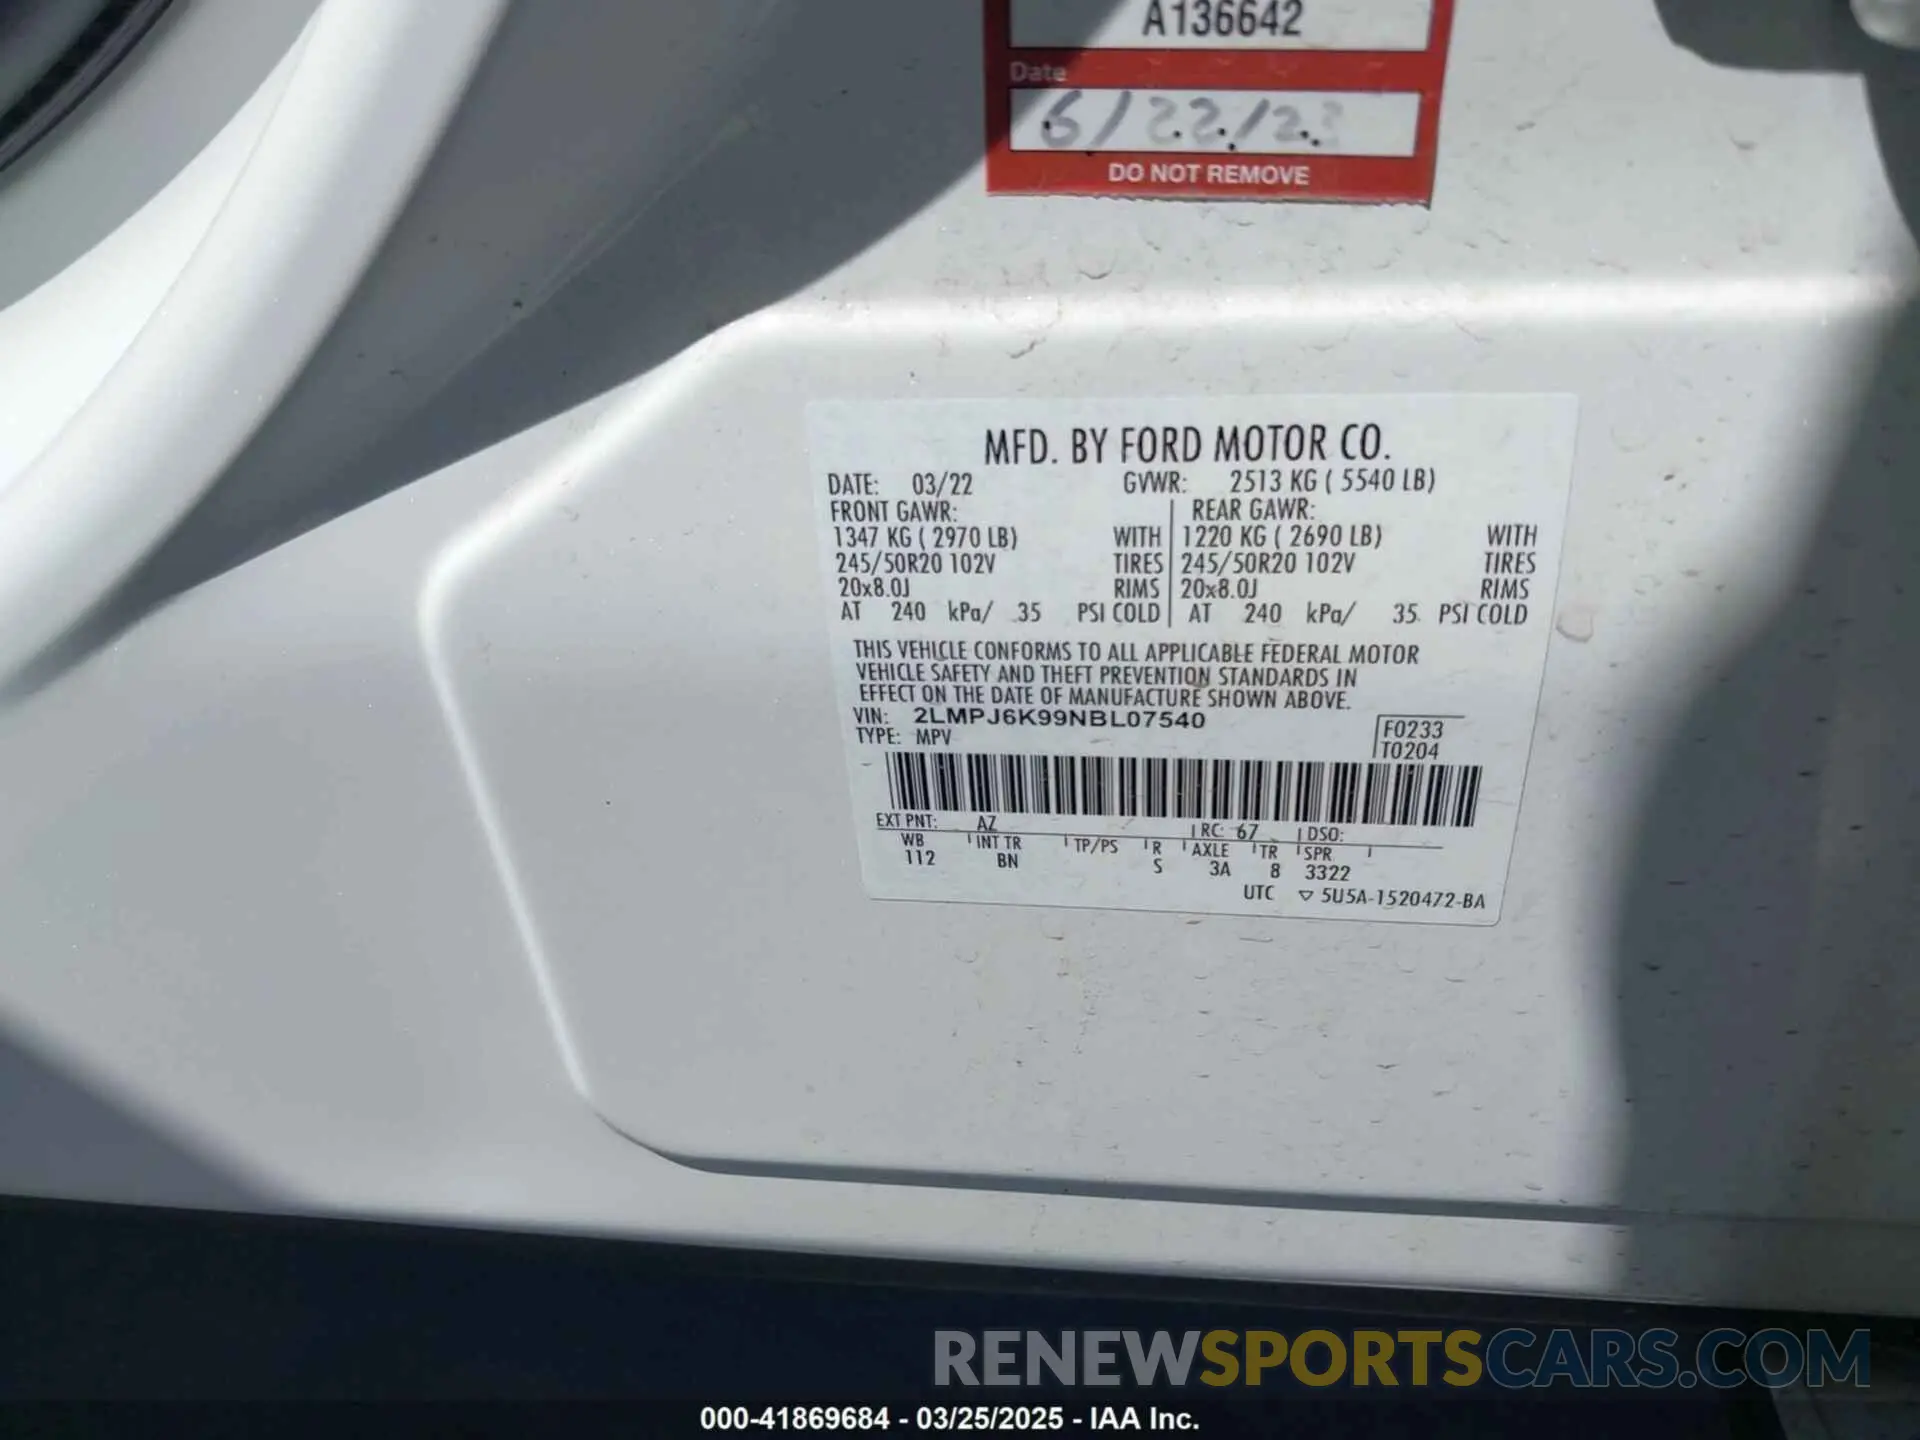 A136642
Date
6/22/23
DO NOT REMOVE
MFD. BY FORD MOTOR CO.
DATE: 03/22 GVWR: 2513 KG ( 5540 LB)
FRONT GAWR: REAR GAWR:
1347 KG ( 2970 LB) WITH 1220 KG ( 2690 LB) WITH
245/50R20 102V TIRES 245/50R20 102V TIRES
20x8.0J RIMS 20x8.0J RIMS
AT 240 kPa/ 35 PSI COLD AT 240 kPa/ 35 PSI COLD
THIS VEHICLE CONFORMS TO ALL APPLICABLE FEDERAL MOTOR
VEHICLE SAFETY AND THEFT PREVENTION STANDARDS IN
EFFECT ON THE DATE OF MANUFACTURE SHOWN ABOVE.
VIN: 2LMPJ6K99NBL07540
TYPE: MPV
F0233
T0204
EXT PNT: AZ RC: 67 DSO:
WB INT TR TP/PS R AXLE TR SPR
112 BN S 3A 8 3322
UTC ▽ 5U5A-1520472-BA
RENEWSPORTSCARS.COM
000-41869684 - 03/25/2025 - IAA Inc.